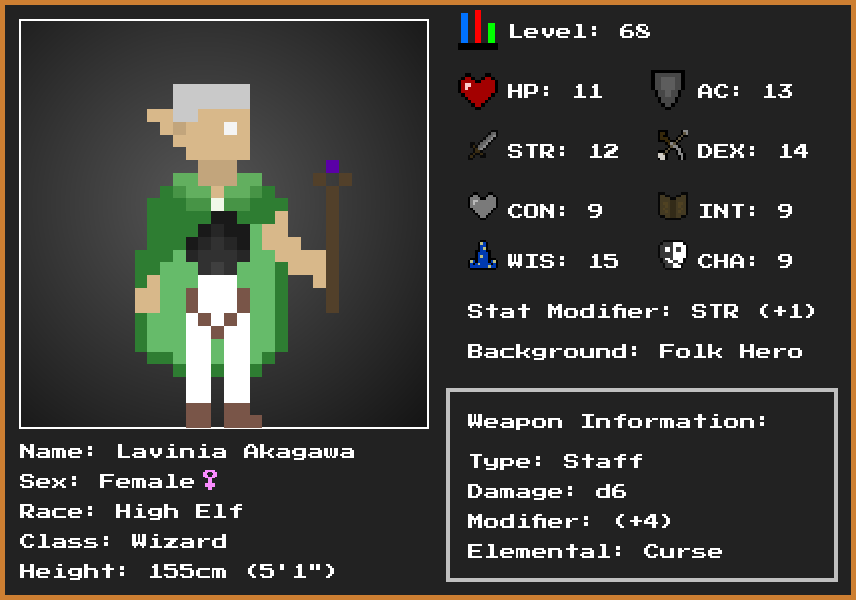 Level: 68
HP: 11
AC: 13
STR: 12
DEX: 14
CON: 9
INT: 9
WIS: 15
CHA: 9
Stat Modifier: STR (+1)
Background: Folk Hero
Weapon Information:
Type: Staff
Damage: d6
Modifier: (+4)
Elemental: Curse
Name: Lavinia Akagawa
Sex: Female♀
Race: High Elf
Class: Wizard
Height: 155cm (5'1")